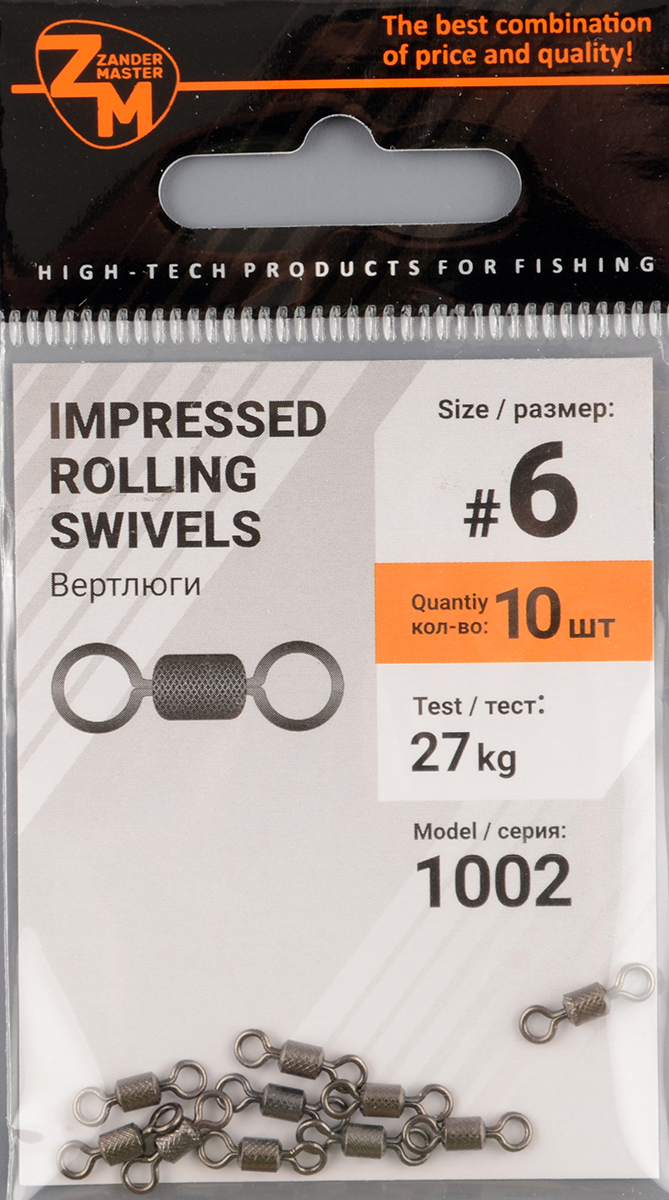 ZM
ZANDER
MASTER
The best combination
of price and quality!
HIGH-TECH PRODUCTS FOR FISHING
IMPRESSED
ROLLING
SWIVELS
Вертлюги
Size / размер:
#6
Quantiy
кол-во: 10 шт
Test / тест:
27 kg
Model / серия:
1002